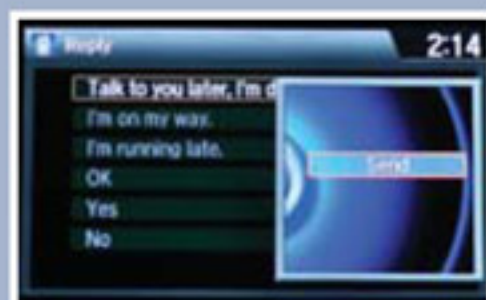 Reply
2:14
Talk to you later, I'm d
I'm on my way.
I'm running late.
OK
Yes
No
Send